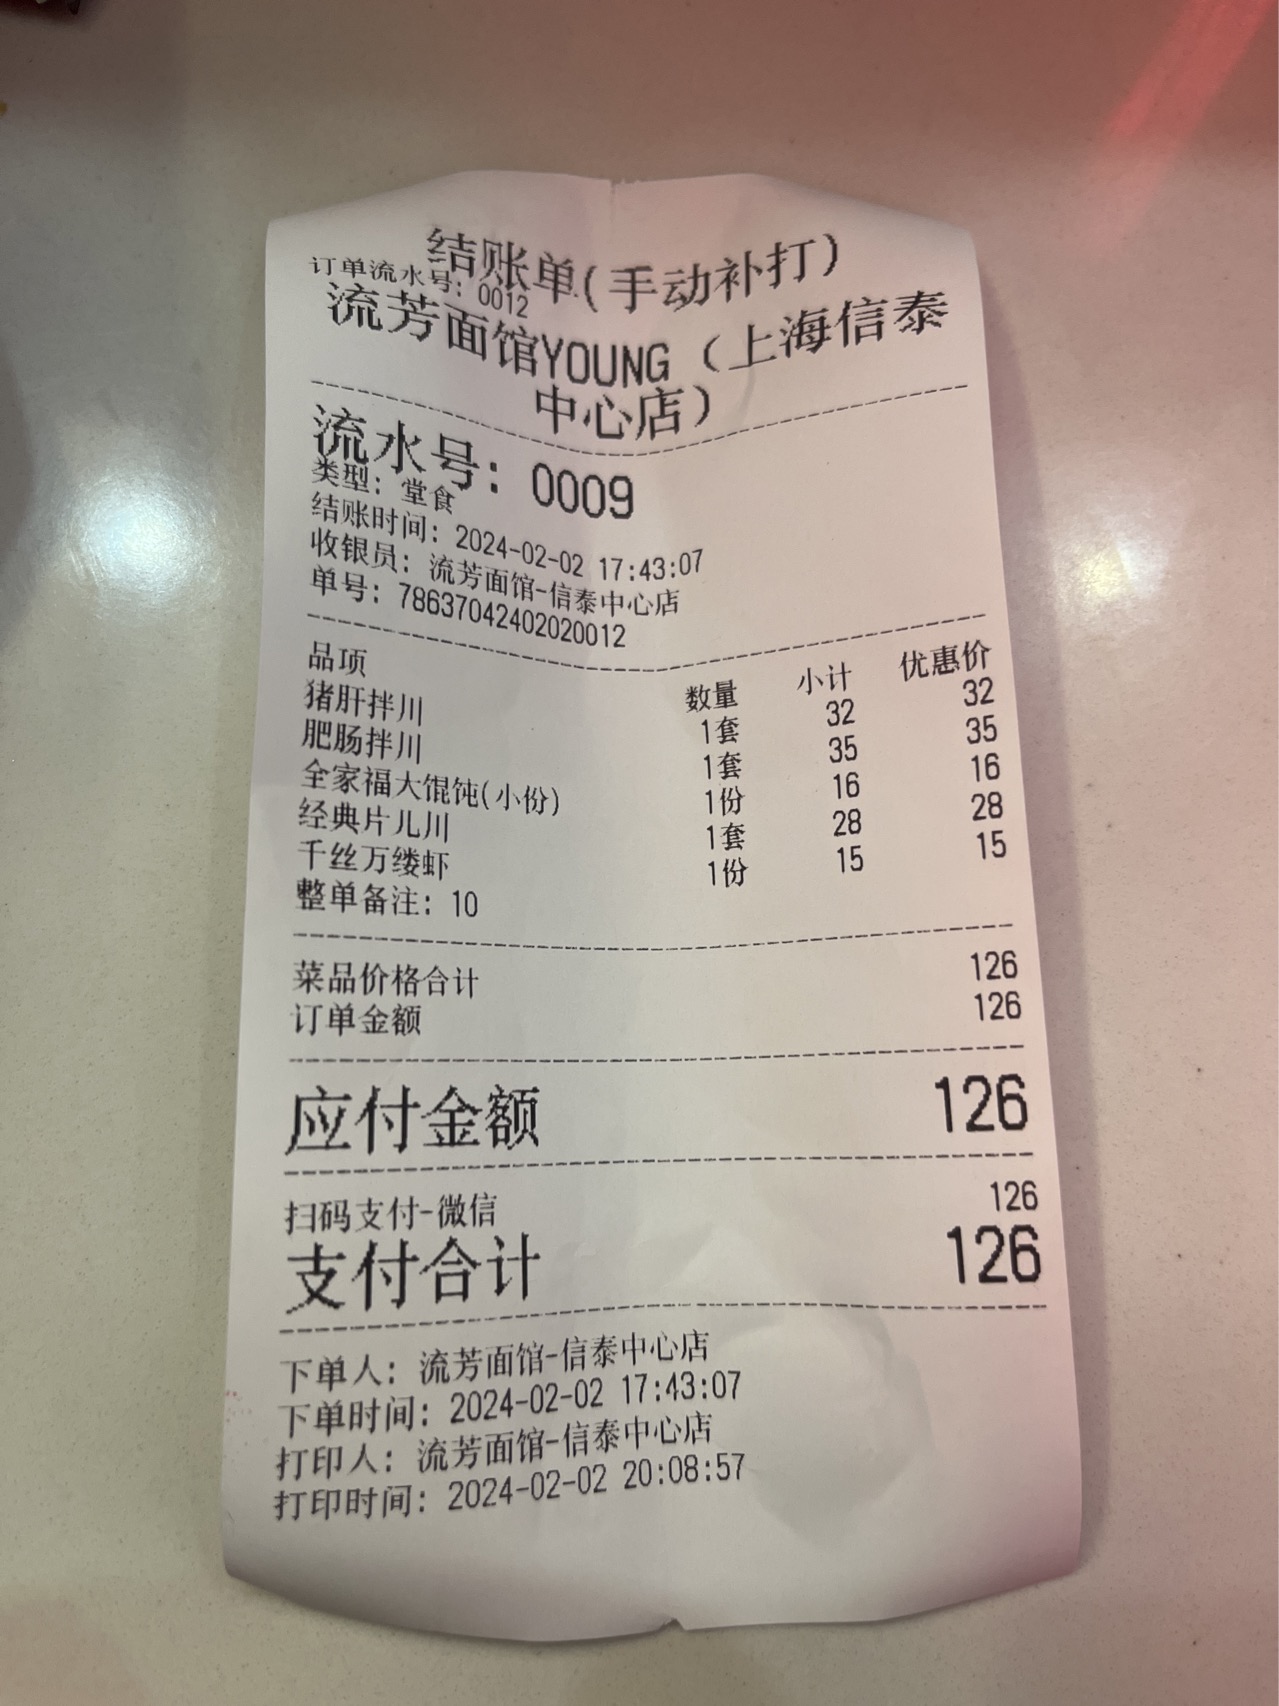 结账单(手动补打)
订单流水号: 0012
流芳面馆YOUNG (上海信泰
中心店)
流水号: 0009
类型: 堂食
结账时间: 2024-02-02 17:43:07
收银员: 流芳面馆-信泰中心店
单号: 78637042402020012
品项 数量 小计 优惠价
猪肝拌川 1套 32 32
肥肠拌川 1套 35 35
全家福大馄饨(小份) 1份 16 16
经典片儿川 1套 28 28
千丝万缕虾 1份 15 15
整单备注: 10
菜品价格合计 126
订单金额 126
应付金额 126
扫码支付-微信 126
支付合计 126
下单人: 流芳面馆-信泰中心店
下单时间: 2024-02-02 17:43:07
打印人: 流芳面馆-信泰中心店
打印时间: 2024-02-02 20:08:57